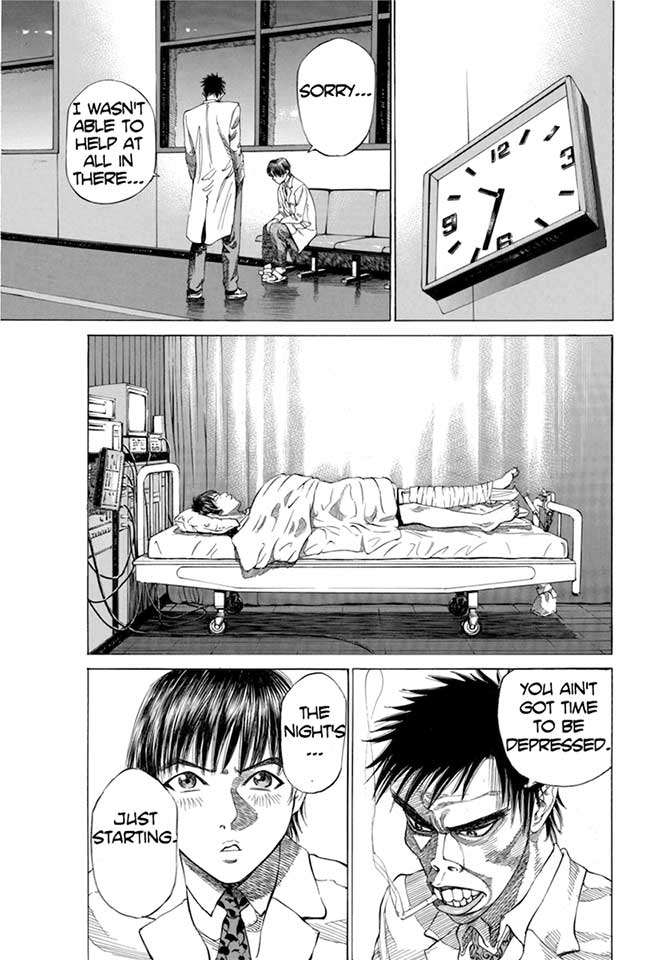 12
3
9
6
SORRY...
I WASN'T
ABLE TO
HELP AT
ALL IN
THERE...
YOU AIN'T
GOT TIME
TO BE
DEPRESSED.
THE
NIGHT'S
...
JUST
STARTING.